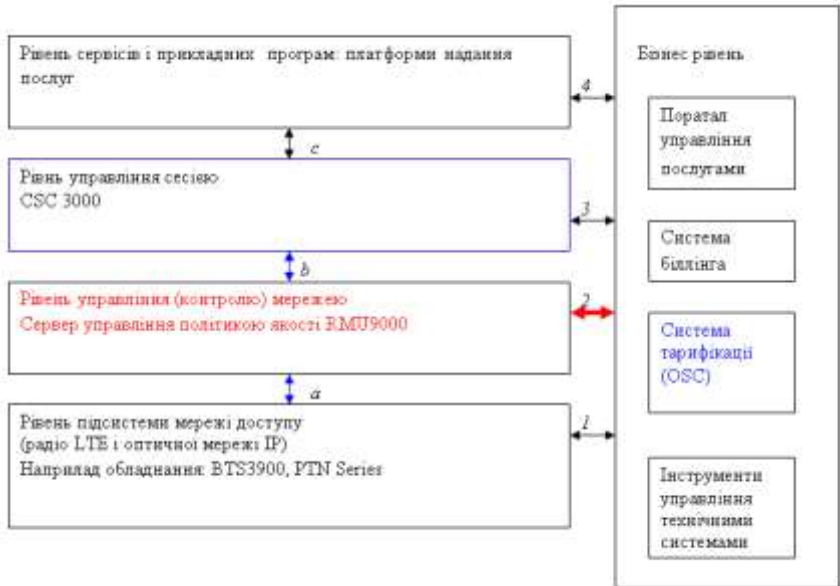 Рівень сервісів і прикладних програм: платформи надання
послуг
4
c
Рівнь управління сесією
CSC 3000
3
b
Рівень управління (контролю) мережею
Сервер управління політикою якості RMU9000
2
a
Рівень підсистеми мережі доступу
(радіо LTE і оптичної мережі IP)
Наприлад обладнання: BTS3900, PTN Series
1
Бізнес рівень
Поратал
управління
послугами
Система
біллінга
Система
тарифікації
(OSC)
Інструменти
управління
технічними
системами